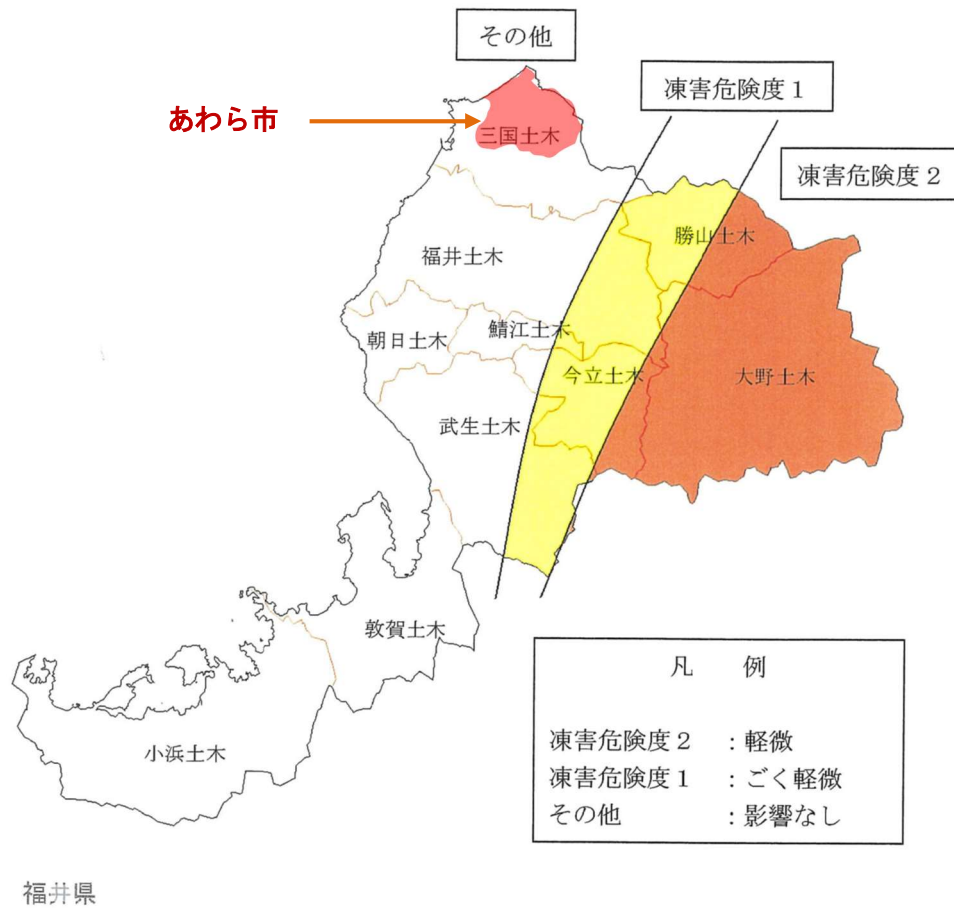 その他
凍害危険度1
あわら市
三国土木
凍害危険度2
勝山土木
福井土木
鯖江土木
朝日土木
今立土木
大野土木
武生土木
敦賀土木
小浜土木
凡 例
凍害危険度2 :軽微
凍害危険度1 :ごく軽微
その他 :影響なし
福井県